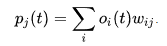 p_j(t) = \sum_i o_i(t) w_{ij}.